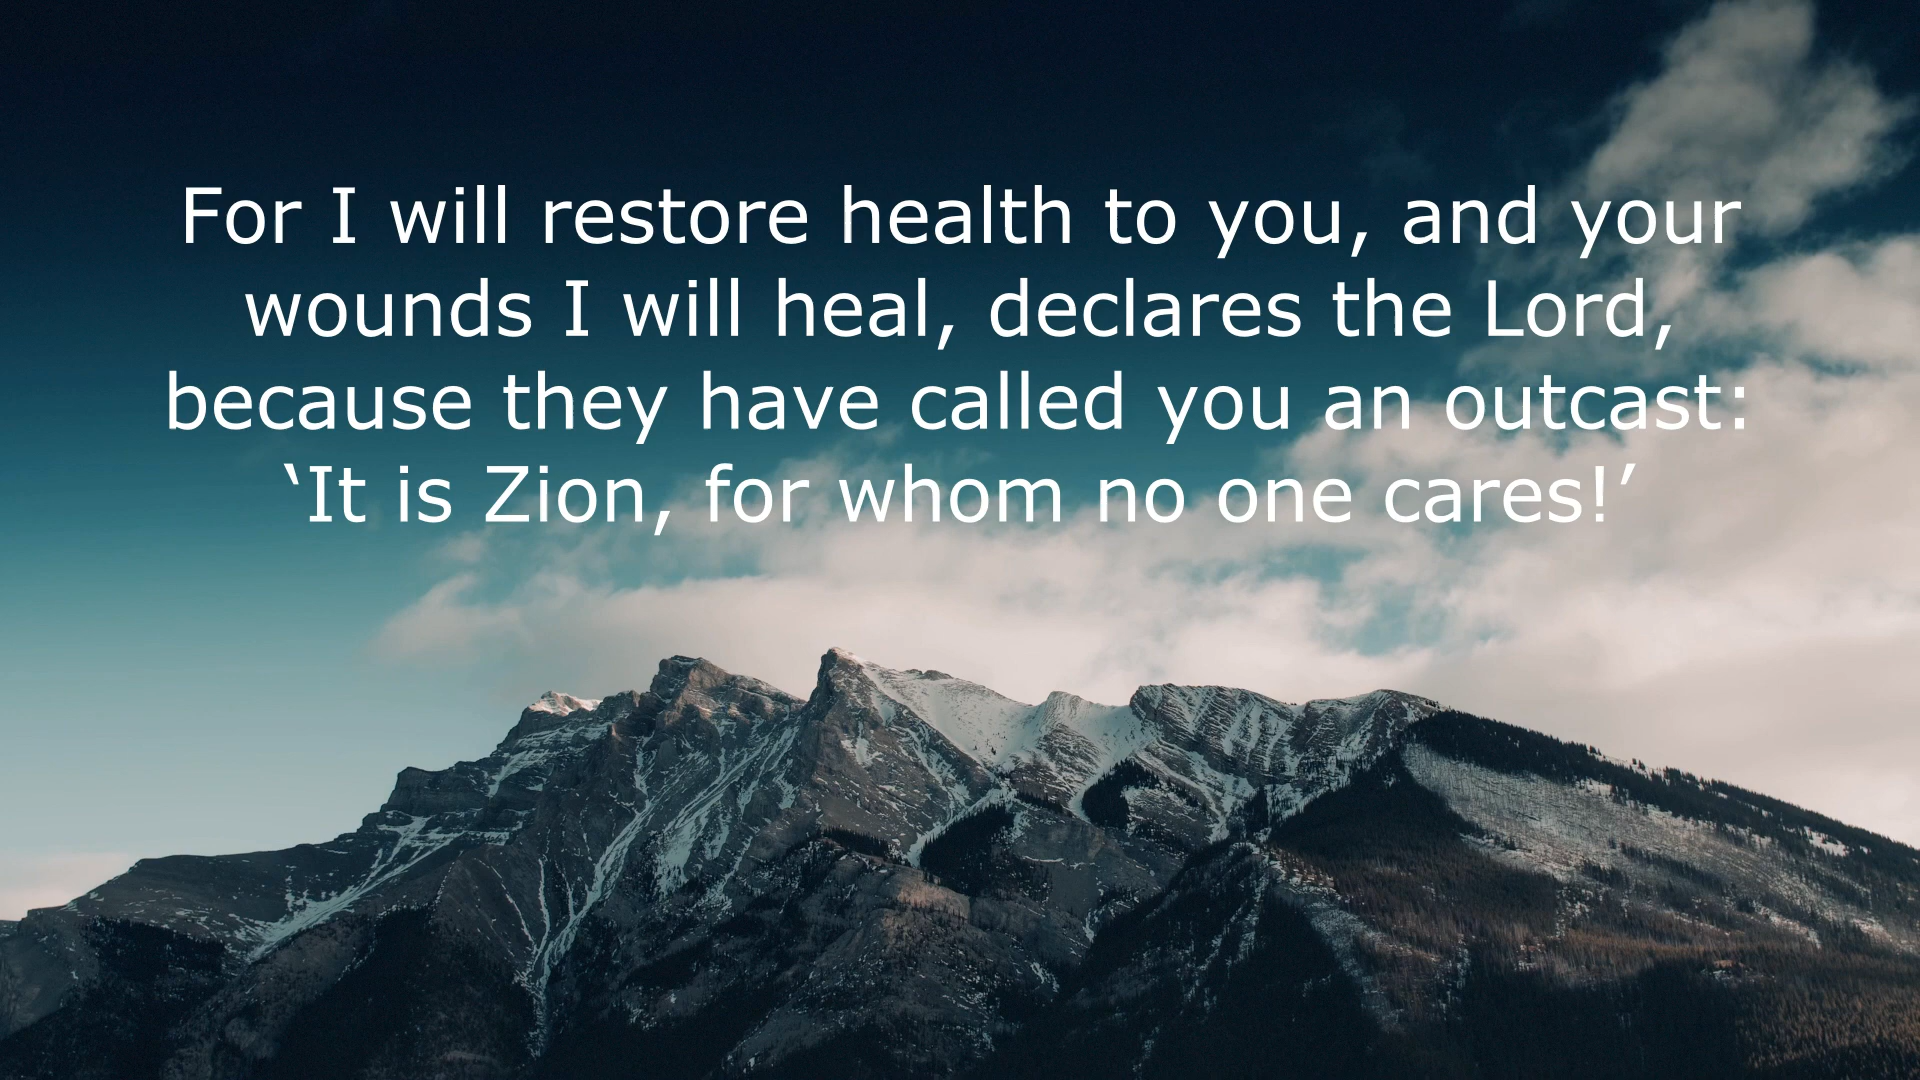 For I will restore health to you, and your
wounds I will heal, declares the Lord,
because they have called you an outcast:
‘It is Zion, for whom no one cares!’